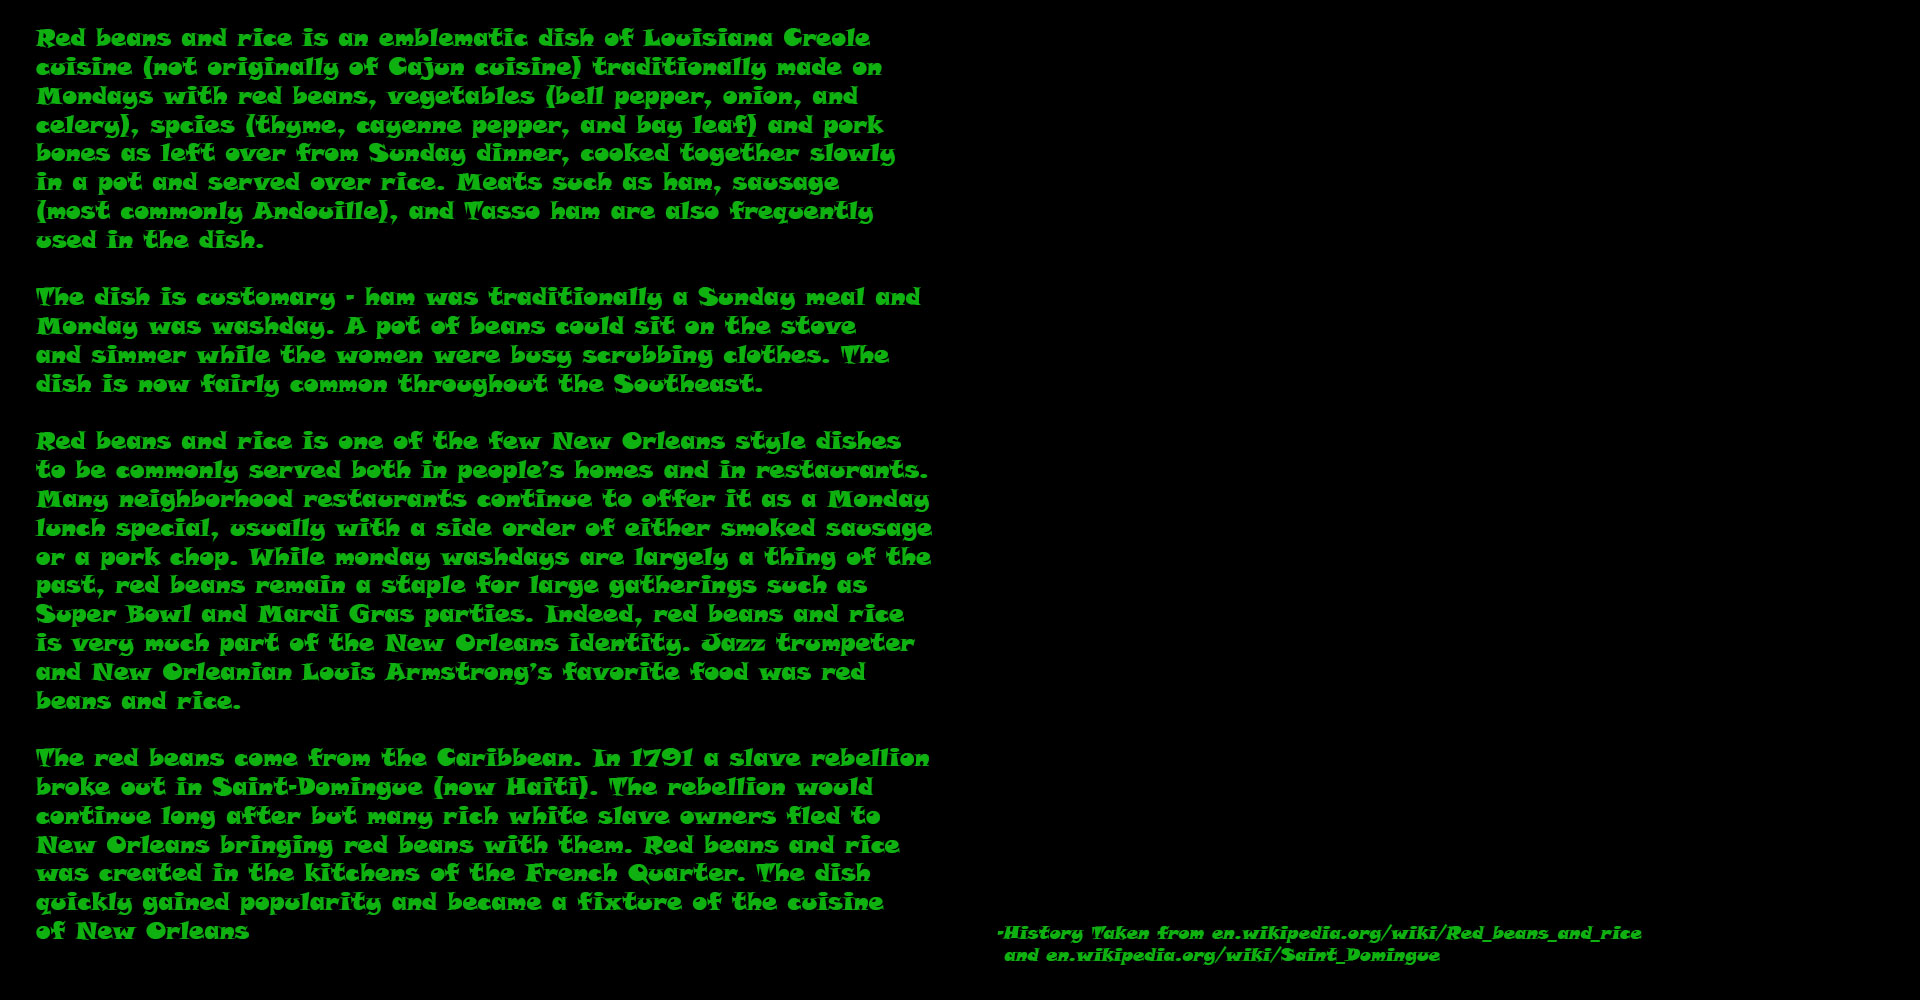 Red beans and rice is an emblematic dish of Louisiana Creole
cuisine (not originally of Cajun cuisine) traditionally made on
Mondays with red beans, vegetables (bell pepper, onion, and
celery), spcies (thyme, cayenne pepper, and bay leaf) and pork
bones as left over from Sunday dinner, cooked together slowly
in a pot and served over rice. Meats such as ham, sausage
(most commonly Andouille), and Tasso ham are also frequently
used in the dish.

The dish is customary - ham was traditionally a Sunday meal and
Monday was washday. A pot of beans could sit on the stove
and simmer while the women were busy scrubbing clothes. The
dish is now fairly common throughout the Southeast.

Red beans and rice is one of the few New Orleans style dishes
to be commonly served both in people's homes and in restaurants.
Many neighborhood restaurants continue to offer it as a Monday
lunch special, usually with a side order of either smoked sausage
or a pork chop. While monday washdays are largely a thing of the
past, red beans remain a staple for large gatherings such as
Super Bowl and Mardi Gras parties. Indeed, red beans and rice
is very much part of the New Orleans identity. Jazz trumpeter
and New Orleanian Louis Armstrong's favorite food was red
beans and rice.

The red beans come from the Caribbean. In 1791 a slave rebellion
broke out in Saint-Domingue (now Haiti). The rebellion would
continue long after but many rich white slave owners fled to
New Orleans bringing red beans with them. Red beans and rice
was created in the kitchens of the French Quarter. The dish
quickly gained popularity and became a fixture of the cuisine
of New Orleans

-History Taken from en.wikipedia.org/wiki/Red_beans_and_rice
and en.wikipedia.org/wiki/Saint_Domingue